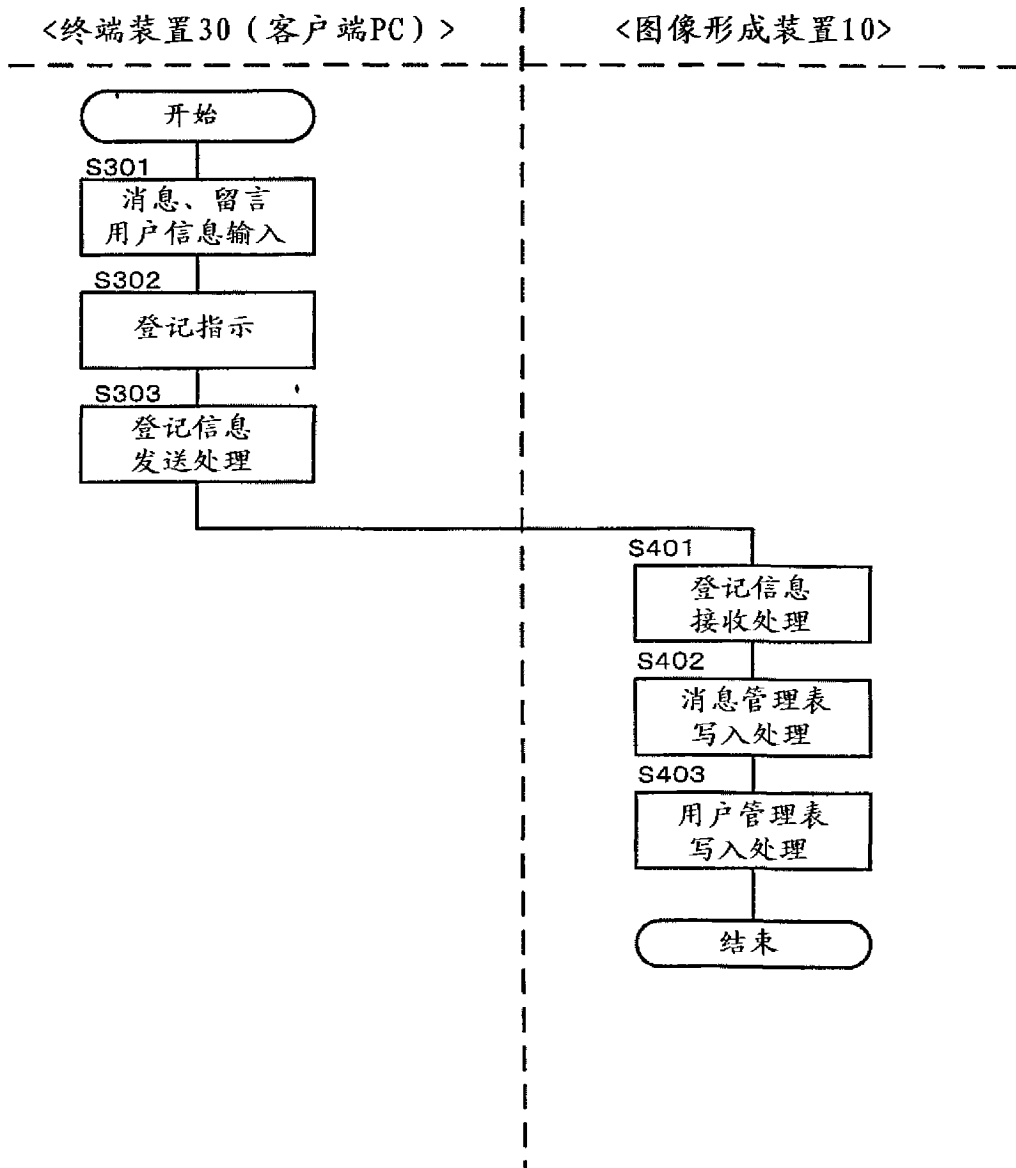 <终端装置30（客户端PC）>
<图像形成装置10>
开始
S301
消息、留言
用户信息输入
S302
登记指示
S303
登记信息
发送处理
S401
登记信息
接收处理
S402
消息管理表
写入处理
S403
用户管理表
写入处理
结束